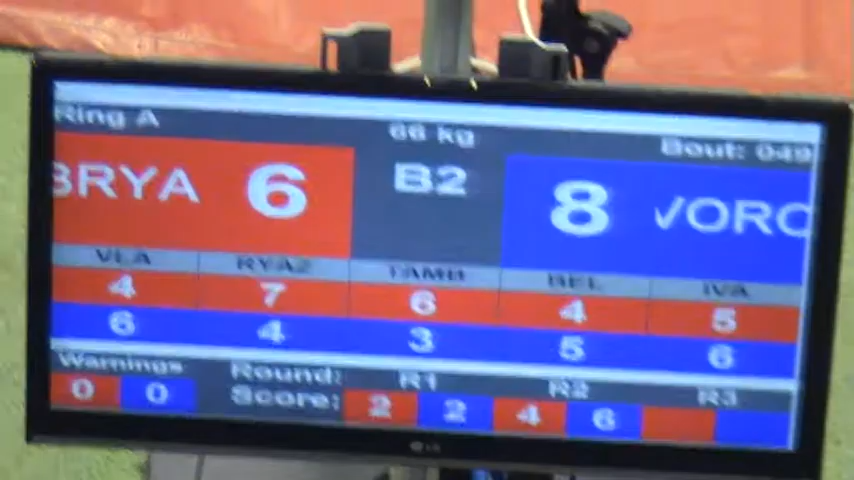 Ring A 66 kg Bout: 049
BRYA 6 B2 8 VORO
VLA RYA2 TAMB BEL IVA
4 7 6 4 5
6 4 3 5 6
Warnings Round: R1 R2 R3
0 0 Score: 2 2 4 6
LG